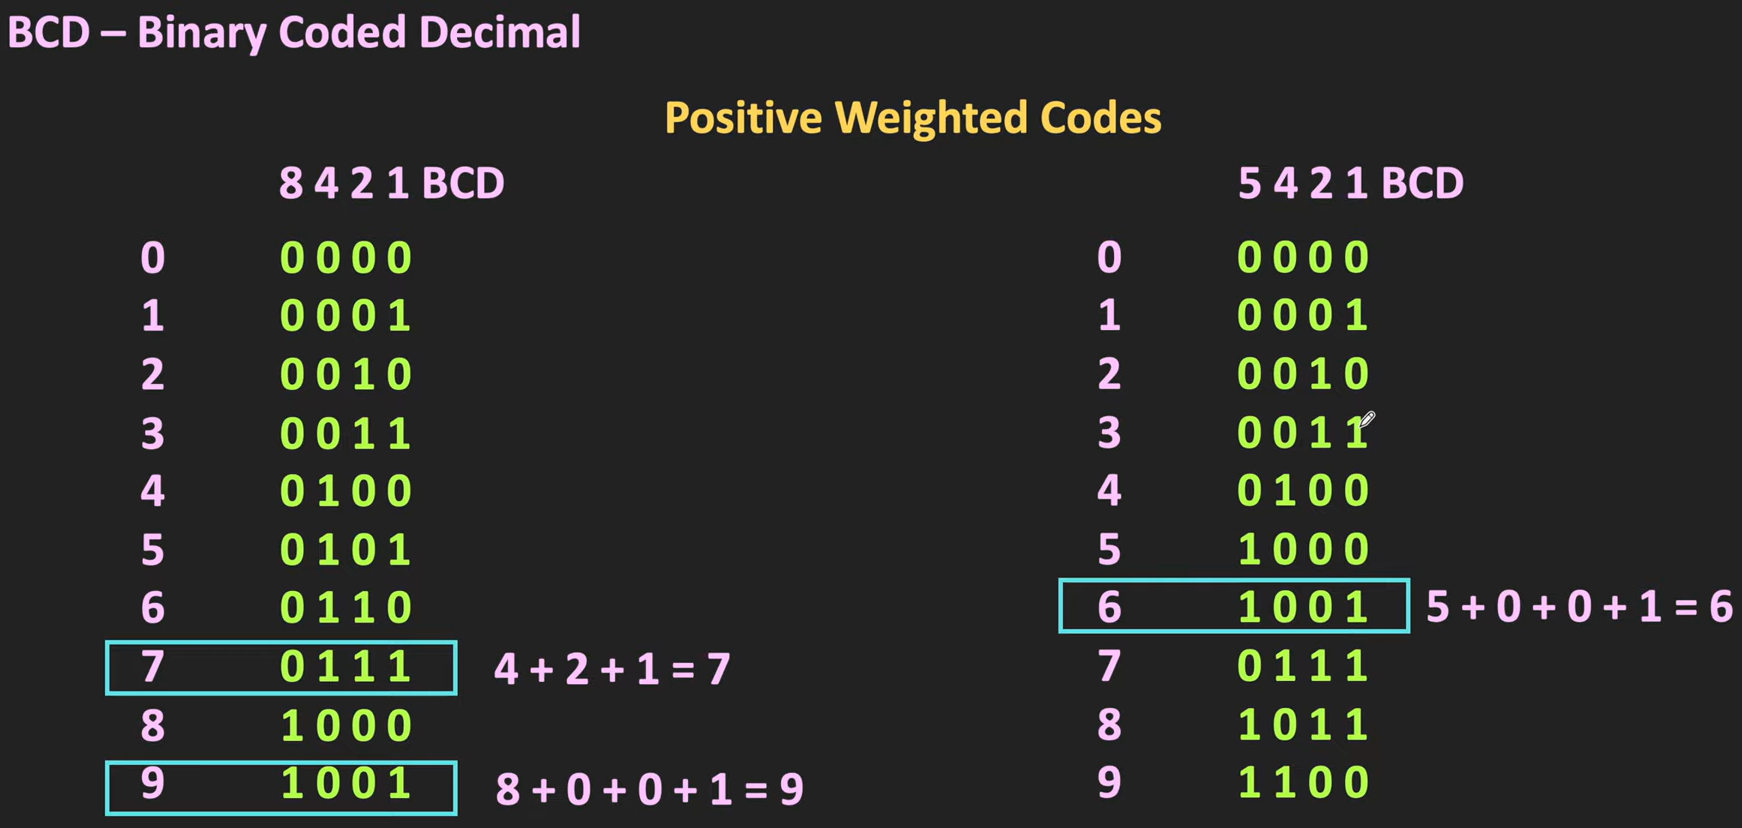 BCD – Binary Coded Decimal
Positive Weighted Codes
8 4 2 1 BCD
0 0 0 0 0
1 0 0 0 1
2 0 0 1 0
3 0 0 1 1
4 0 1 0 0
5 0 1 0 1
6 0 1 1 0
7 0 1 1 1 4 + 2 + 1 = 7
8 1 0 0 0
9 1 0 0 1 8 + 0 + 0 + 1 = 9
5 4 2 1 BCD
0 0 0 0 0
1 0 0 0 1
2 0 0 1 0
3 0 0 1 1
4 0 1 0 0
5 1 0 0 0
6 1 0 0 1 5 + 0 + 0 + 1 = 6
7 0 1 1 1
8 1 0 1 1
9 1 1 0 0